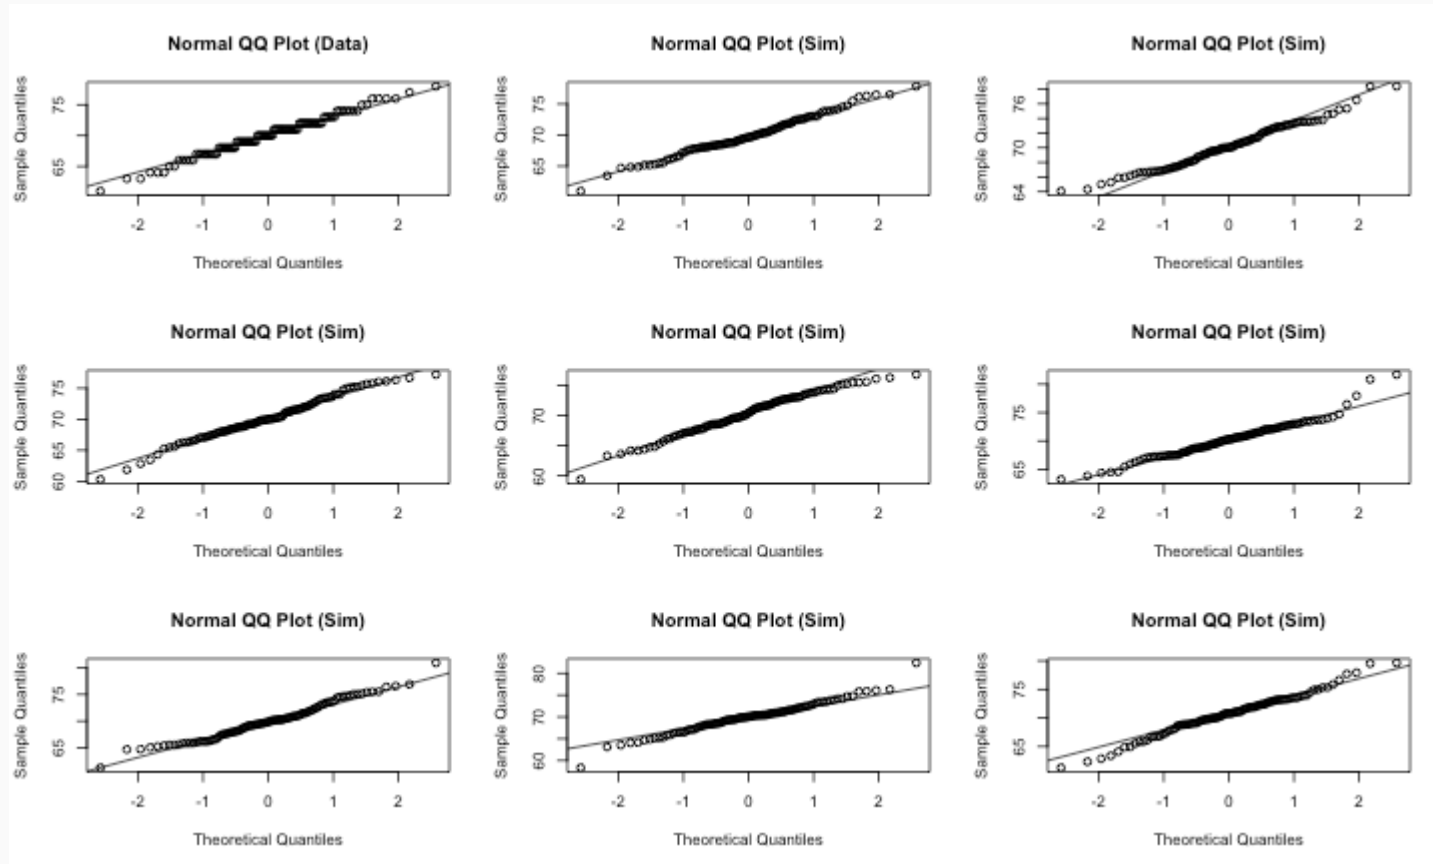 Normal QQ Plot (Data)
Sample Quantiles
75
65
-2 -1 0 1 2
Theoretical Quantiles
Normal QQ Plot (Sim)
Sample Quantiles
75
70
65
-2 -1 0 1 2
Theoretical Quantiles
Normal QQ Plot (Sim)
Sample Quantiles
76
70
64
-2 -1 0 1 2
Theoretical Quantiles
Normal QQ Plot (Sim)
Sample Quantiles
75
70
65
60
-2 -1 0 1 2
Theoretical Quantiles
Normal QQ Plot (Sim)
Sample Quantiles
70
60
-2 -1 0 1 2
Theoretical Quantiles
Normal QQ Plot (Sim)
Sample Quantiles
75
65
-2 -1 0 1 2
Theoretical Quantiles
Normal QQ Plot (Sim)
Sample Quantiles
75
65
-2 -1 0 1 2
Theoretical Quantiles
Normal QQ Plot (Sim)
Sample Quantiles
80
70
60
-2 -1 0 1 2
Theoretical Quantiles
Normal QQ Plot (Sim)
Sample Quantiles
75
65
-2 -1 0 1 2
Theoretical Quantiles